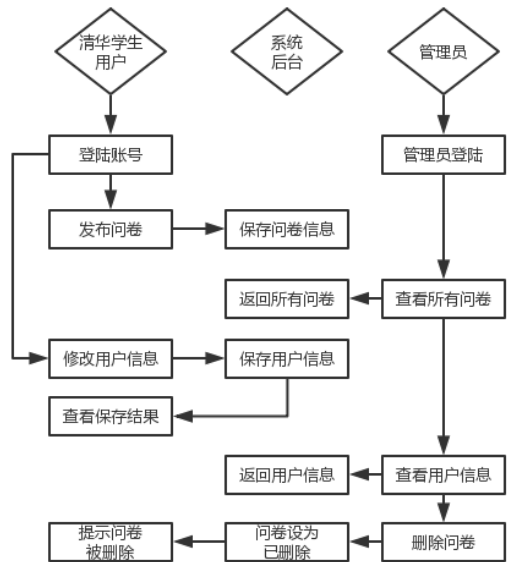 清华学生
用户
系统
后台
管理员
登陆账号
管理员登陆
发布问卷
保存问卷信息
返回所有问卷
查看所有问卷
修改用户信息
保存用户信息
查看保存结果
返回用户信息
查看用户信息
提示问卷
被删除
问卷设为
已删除
删除问卷